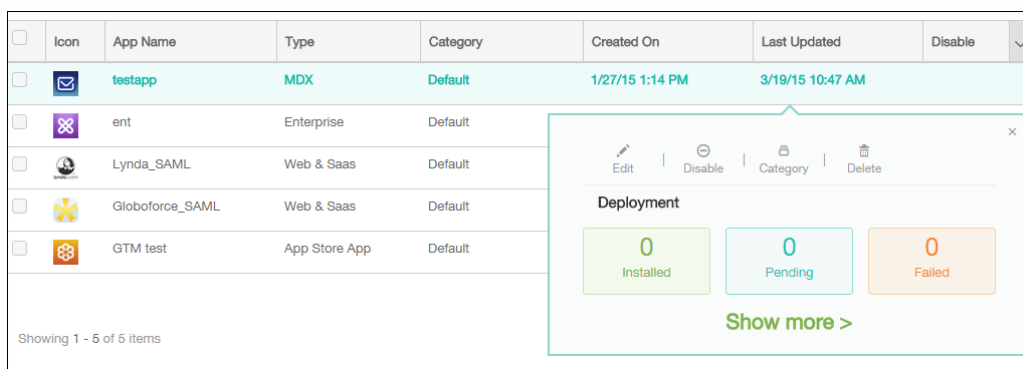 Icon App Name Type Category Created On Last Updated Disable
testapp MDX Default 1/27/15 1:14 PM 3/19/15 10:47 AM
ent Enterprise Default
Lynda_SAML Web & Saas Default
Globoforce_SAML Web & Saas Default
GTM test App Store App Default
Edit | Disable | Category | Delete
Deployment
0 0 0
Installed Pending Failed
Show more >
Showing 1 - 5 of 5 items